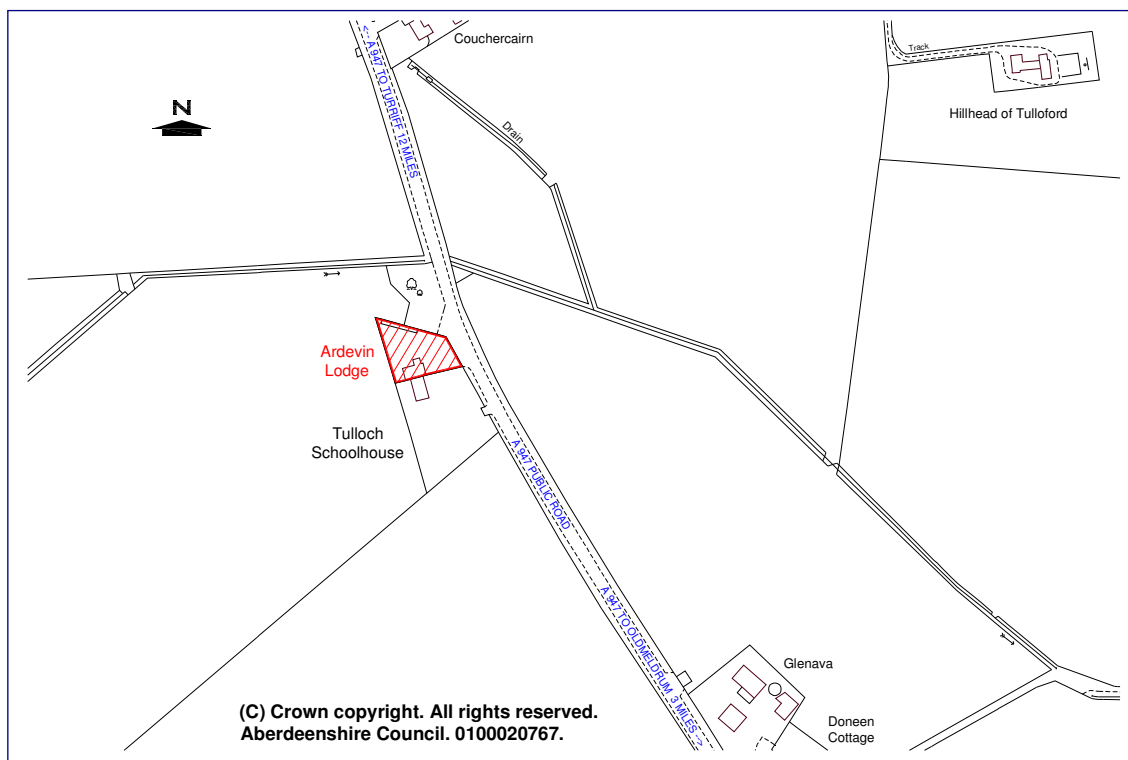 Couchercairn
<-- A 947 TO TURRIFF 12 MILES
Track
N
Hillhead of Tulloford
Drain
Ardevin
Lodge
Tulloch
Schoolhouse
A 947 PUBLIC ROAD
A 947 TO OLDMELDRUM 3 MILES -->
Glenava
Doneen
Cottage
(C) Crown copyright. All rights reserved.
Aberdeenshire Council. 0100020767.